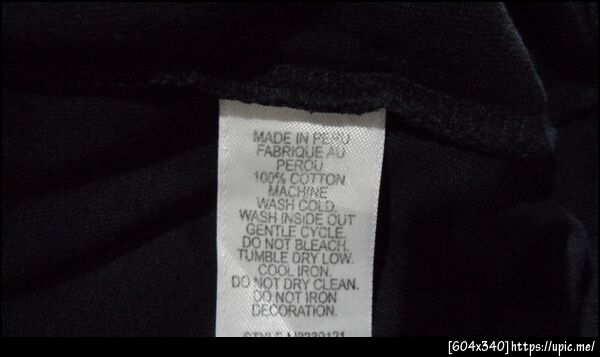 MADE IN PERU
FABRIQUE AU
PEROU
100% COTTON
MACHINE
WASH COLD.
WASH INSIDE OUT
GENTLE CYCLE.
DO NOT BLEACH.
TUMBLE DRY LOW.
COOL IRON.
DO NOT DRY CLEAN.
DO NOT IRON
DECORATION.
[604x340]https://upic.me/